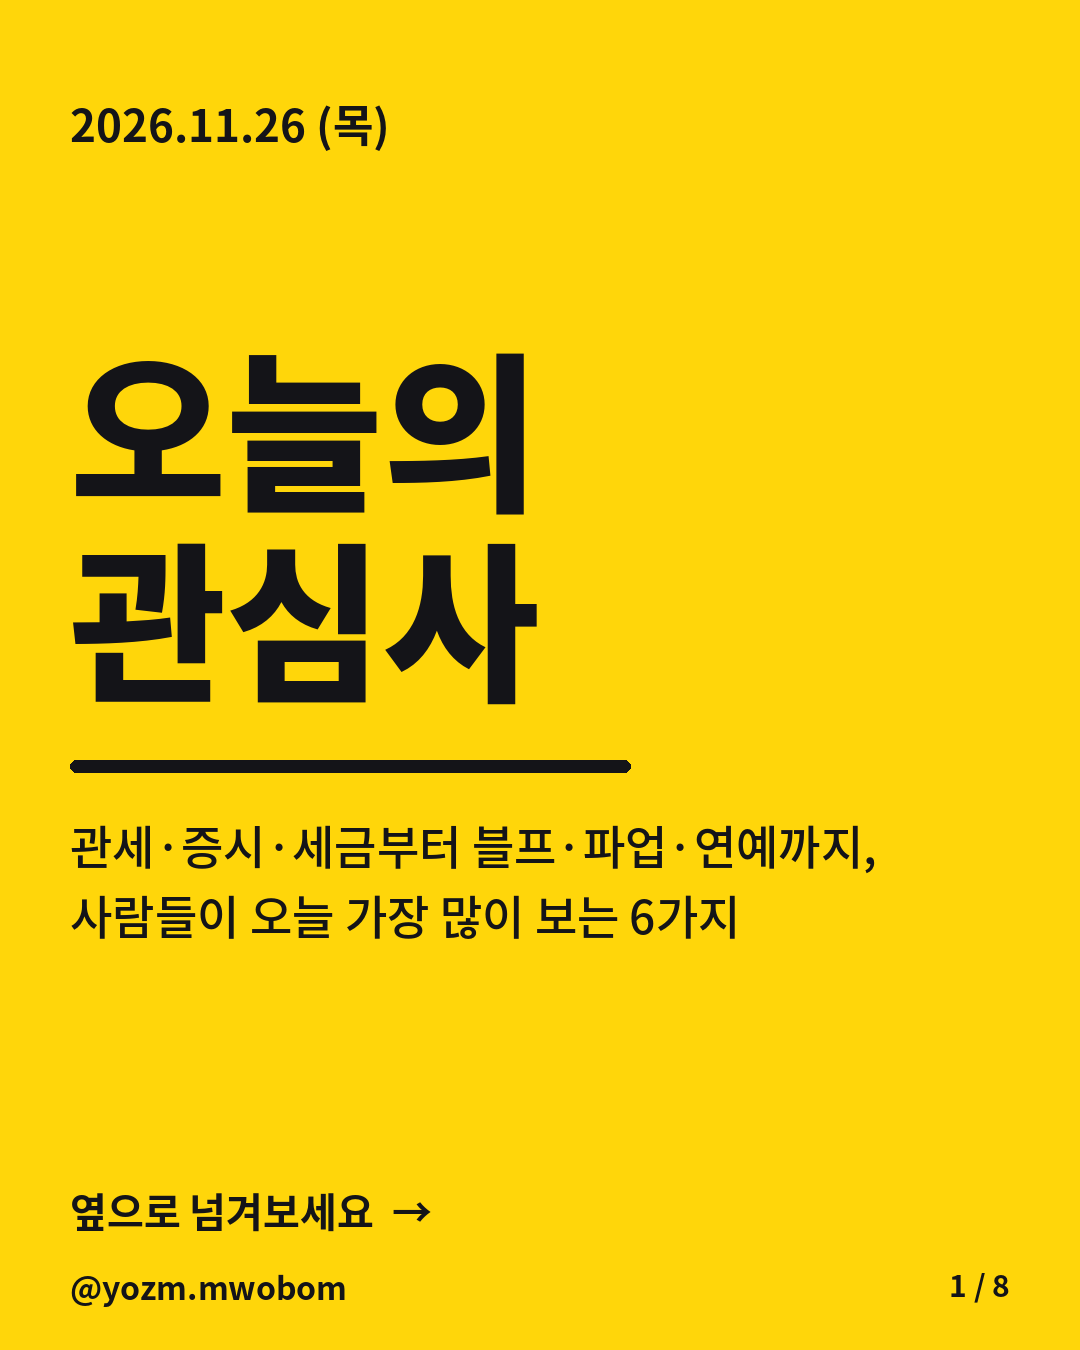 2026.11.26 (목)
오늘의
관심사
관세·증시·세금부터 블프·파업·연예까지,
사람들이 오늘 가장 많이 보는 6가지
옆으로 넘겨보세요 →
@yozm.mwobom
1 / 8